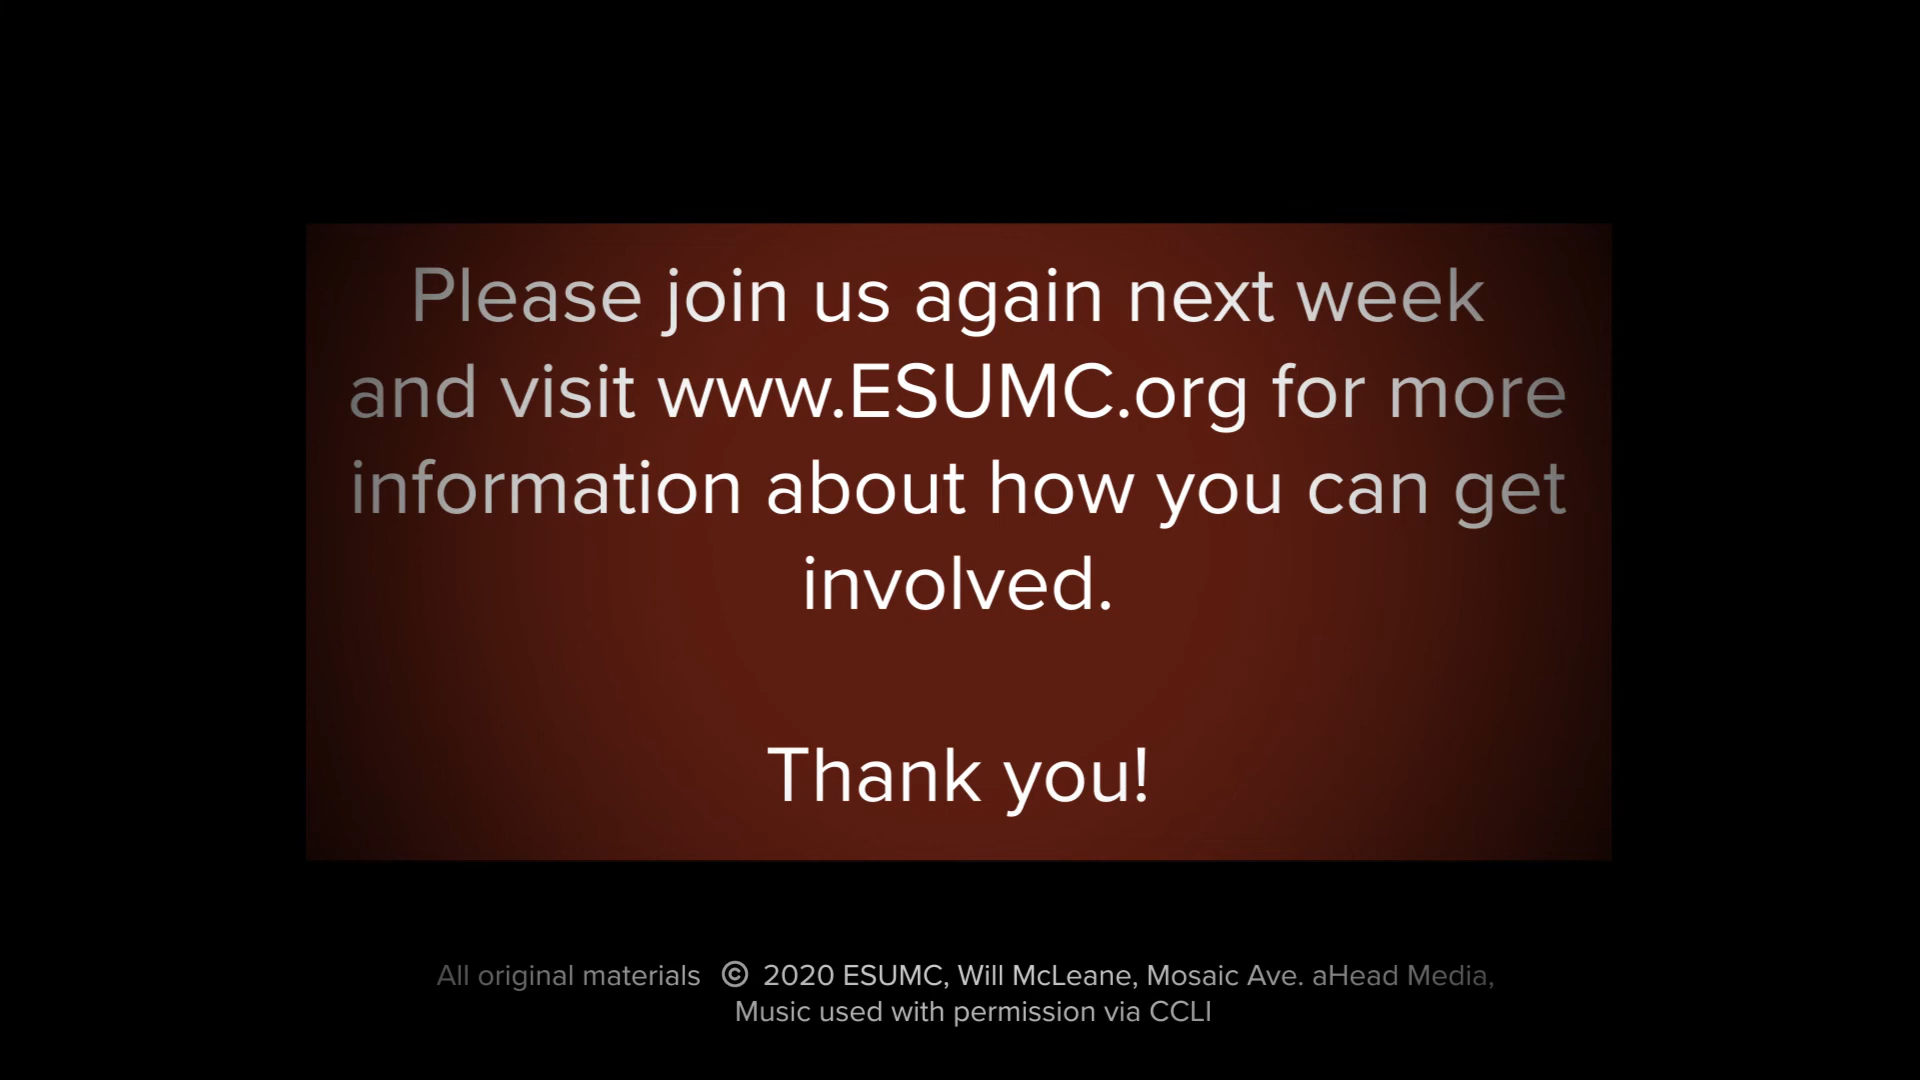 Please join us again next week
and visit www.ESUMC.org for more
information about how you can get
involved.
Thank you!
All original materials © 2020 ESUMC, Will McLeane, Mosaic Ave. aHead Media,
Music used with permission via CCLI